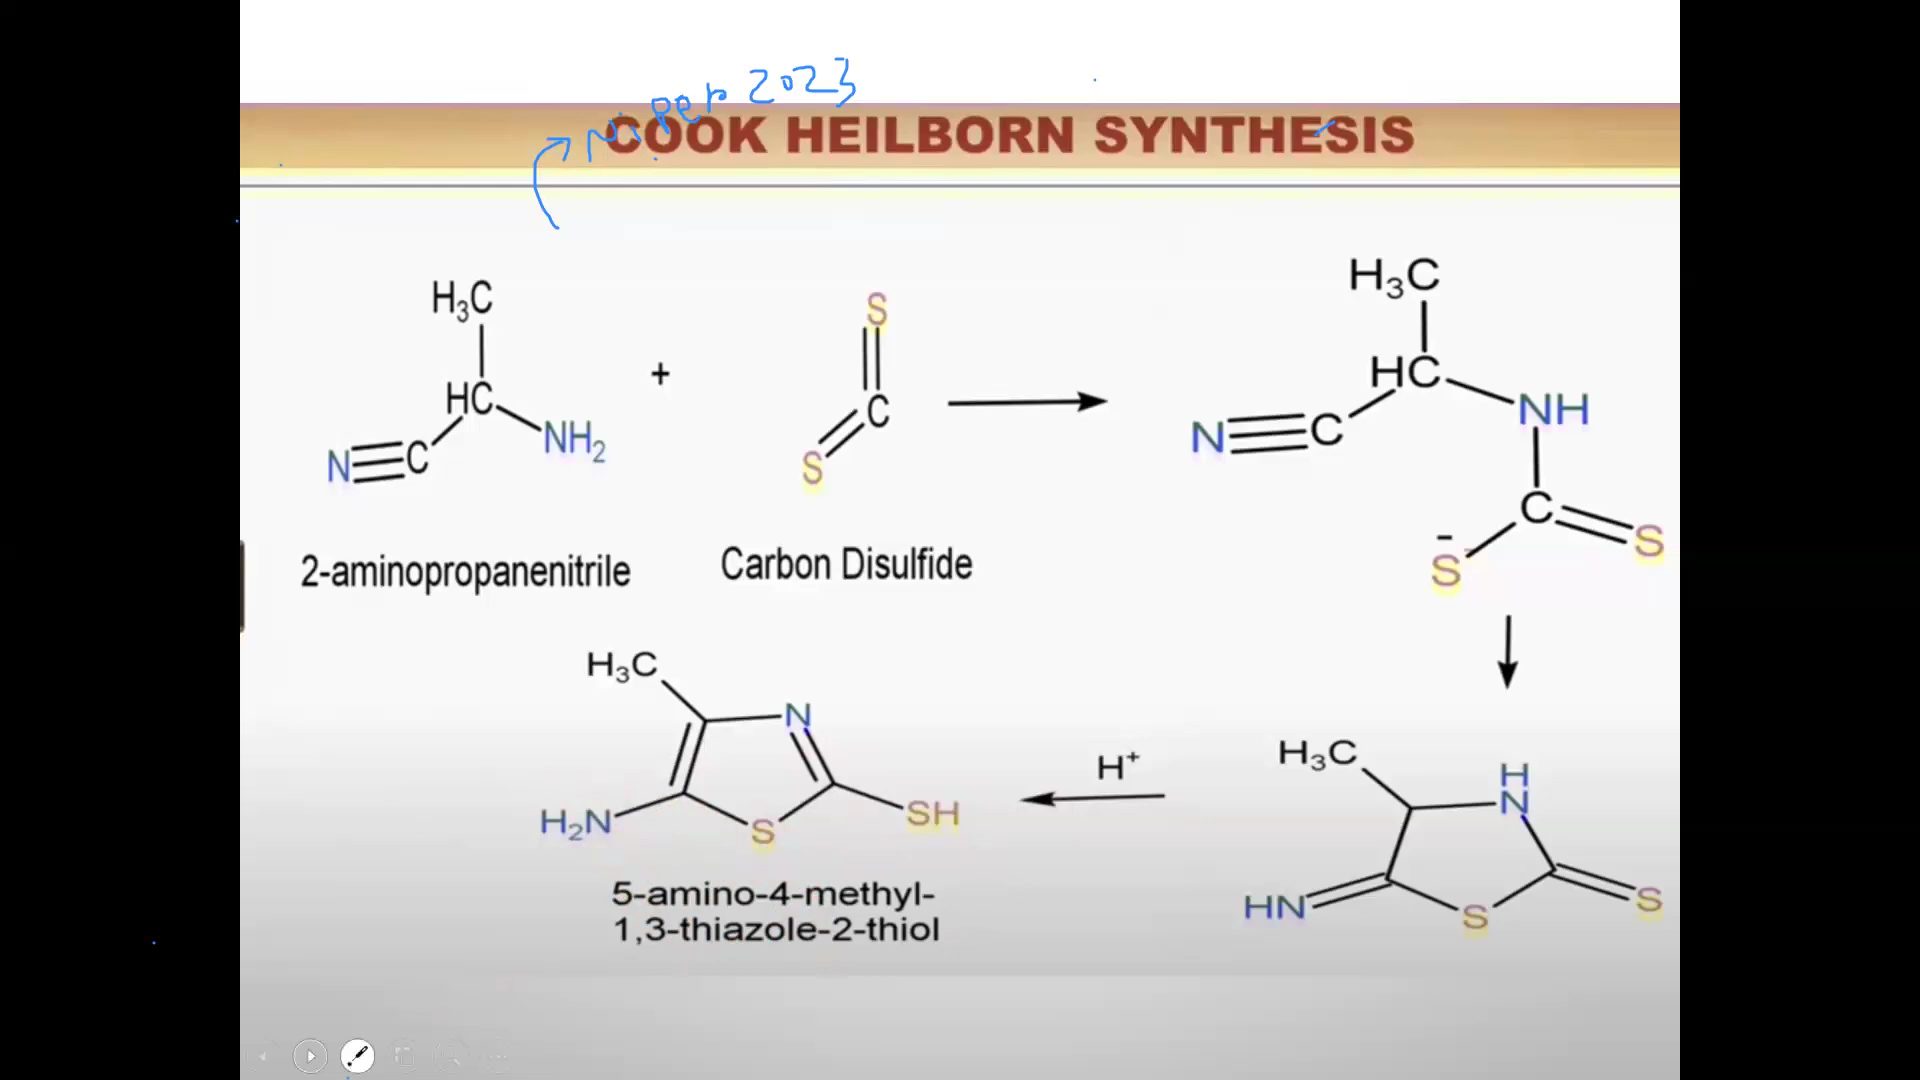 Niper 2023
COOK HEILBORN SYNTHESIS
H₃C
HC
NH₂
N
C
+
S
C
S
H₃C
HC
NH
N
C
C
S
S
-
2-aminopropanenitrile
Carbon Disulfide
H₃C
N
H₂N
S
SH
5-amino-4-methyl-
1,3-thiazole-2-thiol
H⁺
H₃C
H
N
HN
S
S